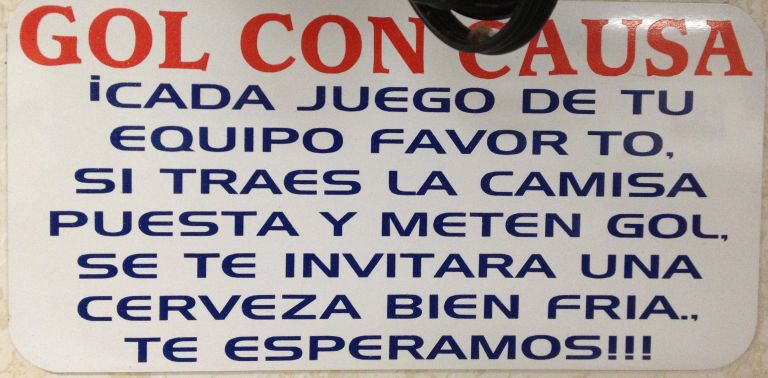 GOL CON CAUSA
¡CADA JUEGO DE TU
EQUIPO FAVOR TO,
SI TRAES LA CAMISA
PUESTA Y METEN GOL,
SE TE INVITARA UNA
CERVEZA BIEN FRIA.,
TE ESPERAMOS!!!